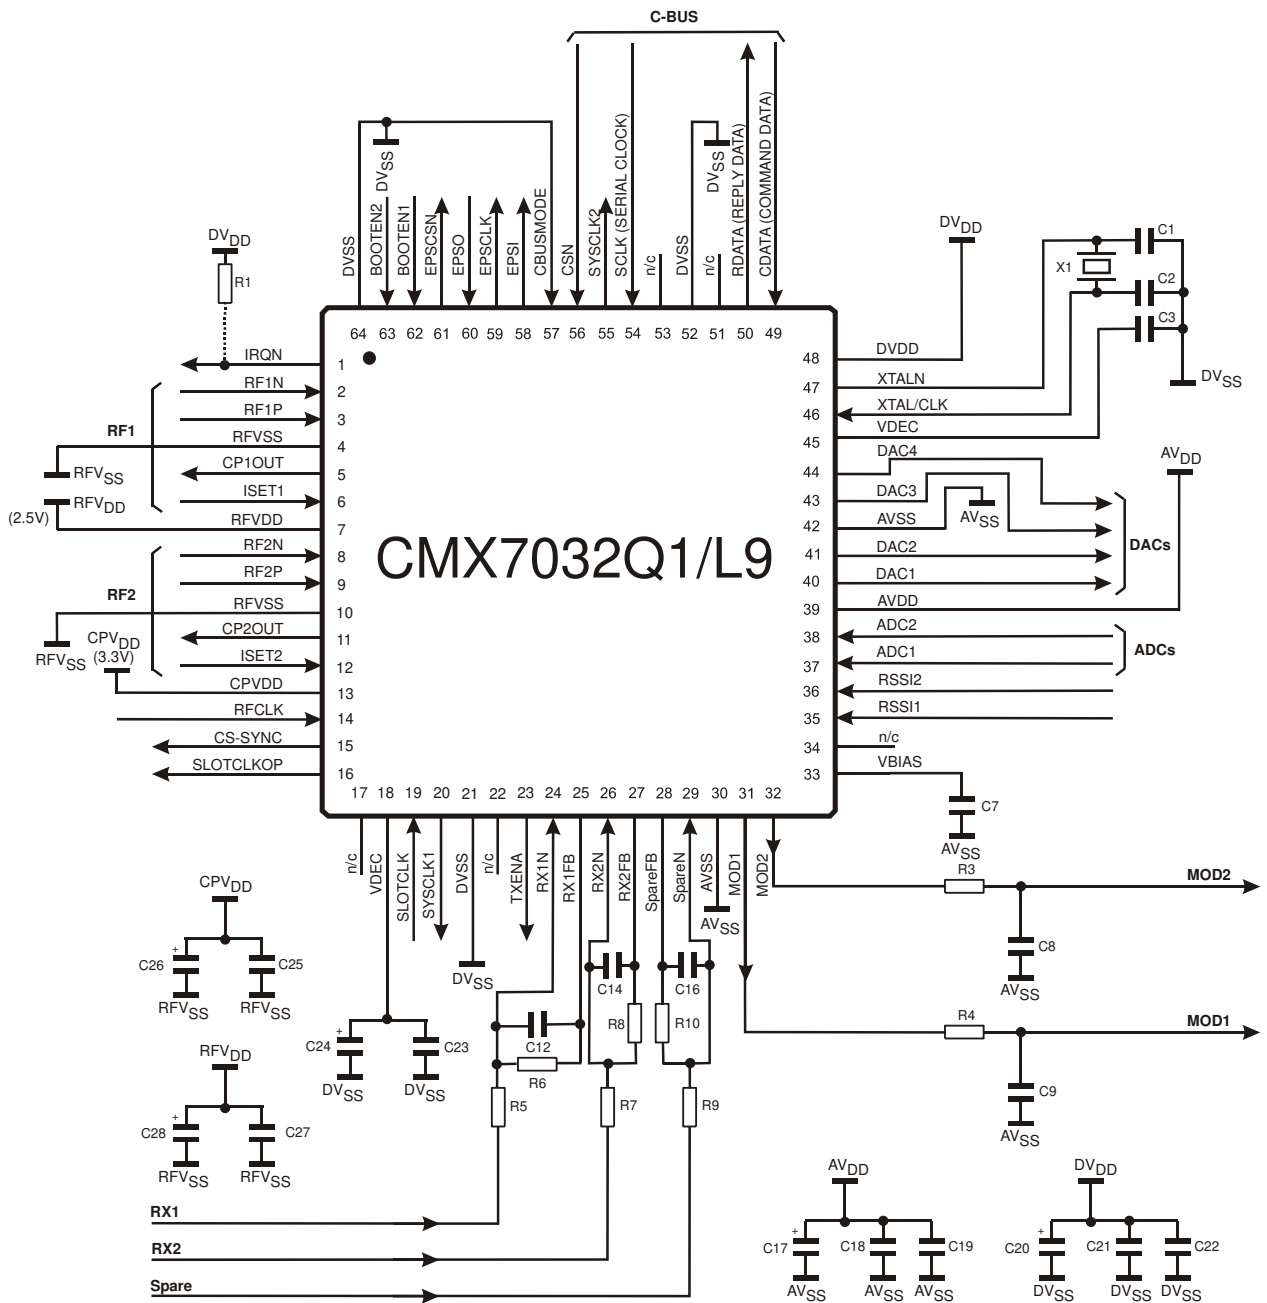 C-BUS
DVSS
DVSS
DVSS
BOOTEN2
BOOTEN1
EPSCSN
EPSO
EPSCLK
EPSI
CBUSMODE
CSN
SYSCLK2
SCLK (SERIAL CLOCK)
n/c
DVSS
n/c
RDATA (REPLY DATA)
CDATA (COMMAND DATA)
64 63 62 61 60 59 58 57 56 55 54 53 52 51 50 49
DVDD
R1
IRQN 1
RF1N 2
RF1P 3
RF1
RFVSS 4
CP1OUT 5
RFVSS
ISET1 6
RFVDD
(2.5V)
RFVDD 7
RF2N 8
RF2P 9
RF2
RFVSS 10
CP2OUT 11
RFVSS
CPVDD
(3.3V)
ISET2 12
CPVDD 13
RFCLK 14
CS-SYNC 15
SLOTCLKOP 16
CMX7032Q1/L9
DVDD
C1
X1
C2
C3
DVSS
48 DVDD
47 XTALN
46 XTAL/CLK
45 VDEC
44 DAC4
43 DAC3
42 AVSS
AVSS
AVDD
41 DAC2
40 DAC1
DACs
39 AVDD
38 ADC2
37 ADC1
ADCs
36 RSSI2
35 RSSI1
34 n/c
33 VBIAS
C7
AVSS
17 18 19 20 21 22 23 24 25 26 27 28 29 30 31 32
n/c
VDEC
SLOTCLK
SYSCLK1
DVSS
n/c
TXENA
RX1N
RX1FB
RX2N
RX2FB
SpareFB
SpareN
AVSS
MOD1
MOD2
AVSS
DVSS
R3
MOD2
C8
AVSS
R4
MOD1
C9
AVSS
C14
C16
R8
R10
C12
R6
R5
R7
R9
CPVDD
+
C26
C25
RFVSS
RFVSS
+
C24
C23
DVSS
DVSS
RFVDD
+
C28
C27
RFVSS
RFVSS
RX1
RX2
Spare
AVDD
+
C17
C18
C19
AVSS
AVSS
AVSS
DVDD
+
C20
C21
C22
DVSS
DVSS
DVSS